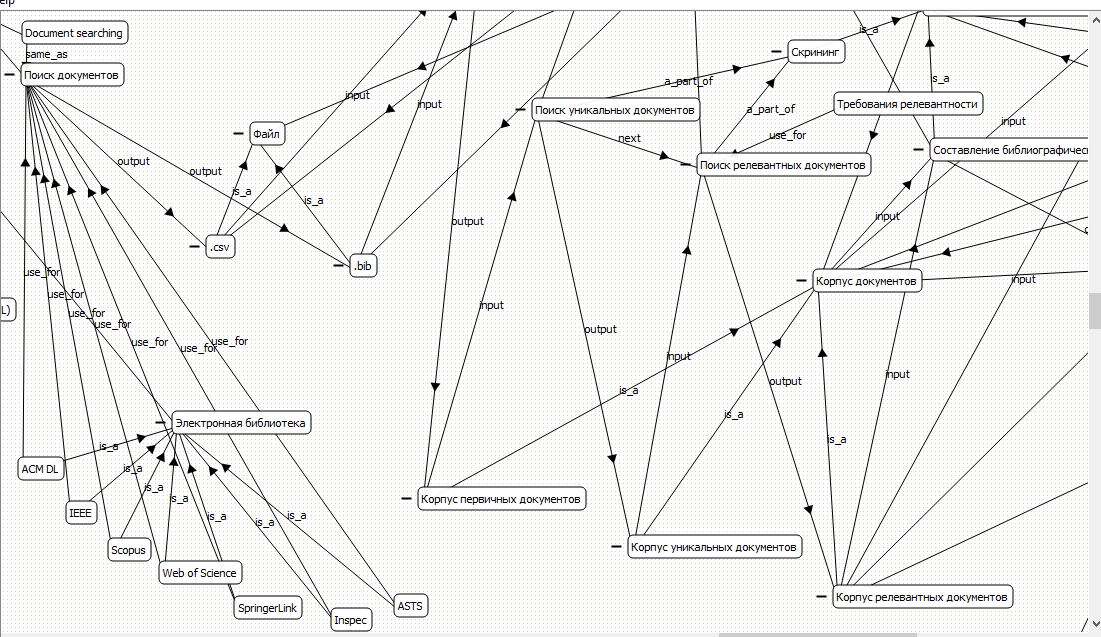 elp
Document searching
is_a
same_as
Скрининг
Поиск документов
is_a
a_part_of
input
input
Требования релевантности
Поиск уникальных документов
a_part_of
input
Файл
use_for
next
Составление библиографичес
output
Поиск релевантных документов
output
is_a
is_a
input
output
.csv
.bib
use_for
Корпус документов
input
use_for
input
L)
use_for
output
use_for
use_for
use_for
use_for
input
input
output
is_a
is_a
Электронная библиотека
is_a
is_a
ACM DL
is_a
is_a
is_a
Корпус первичных документов
IEEE
is_a
is_a
is_a
Scopus
Корпус уникальных документов
Web of Science
Корпус релевантных документов
SpringerLink
ASTS
Inspec